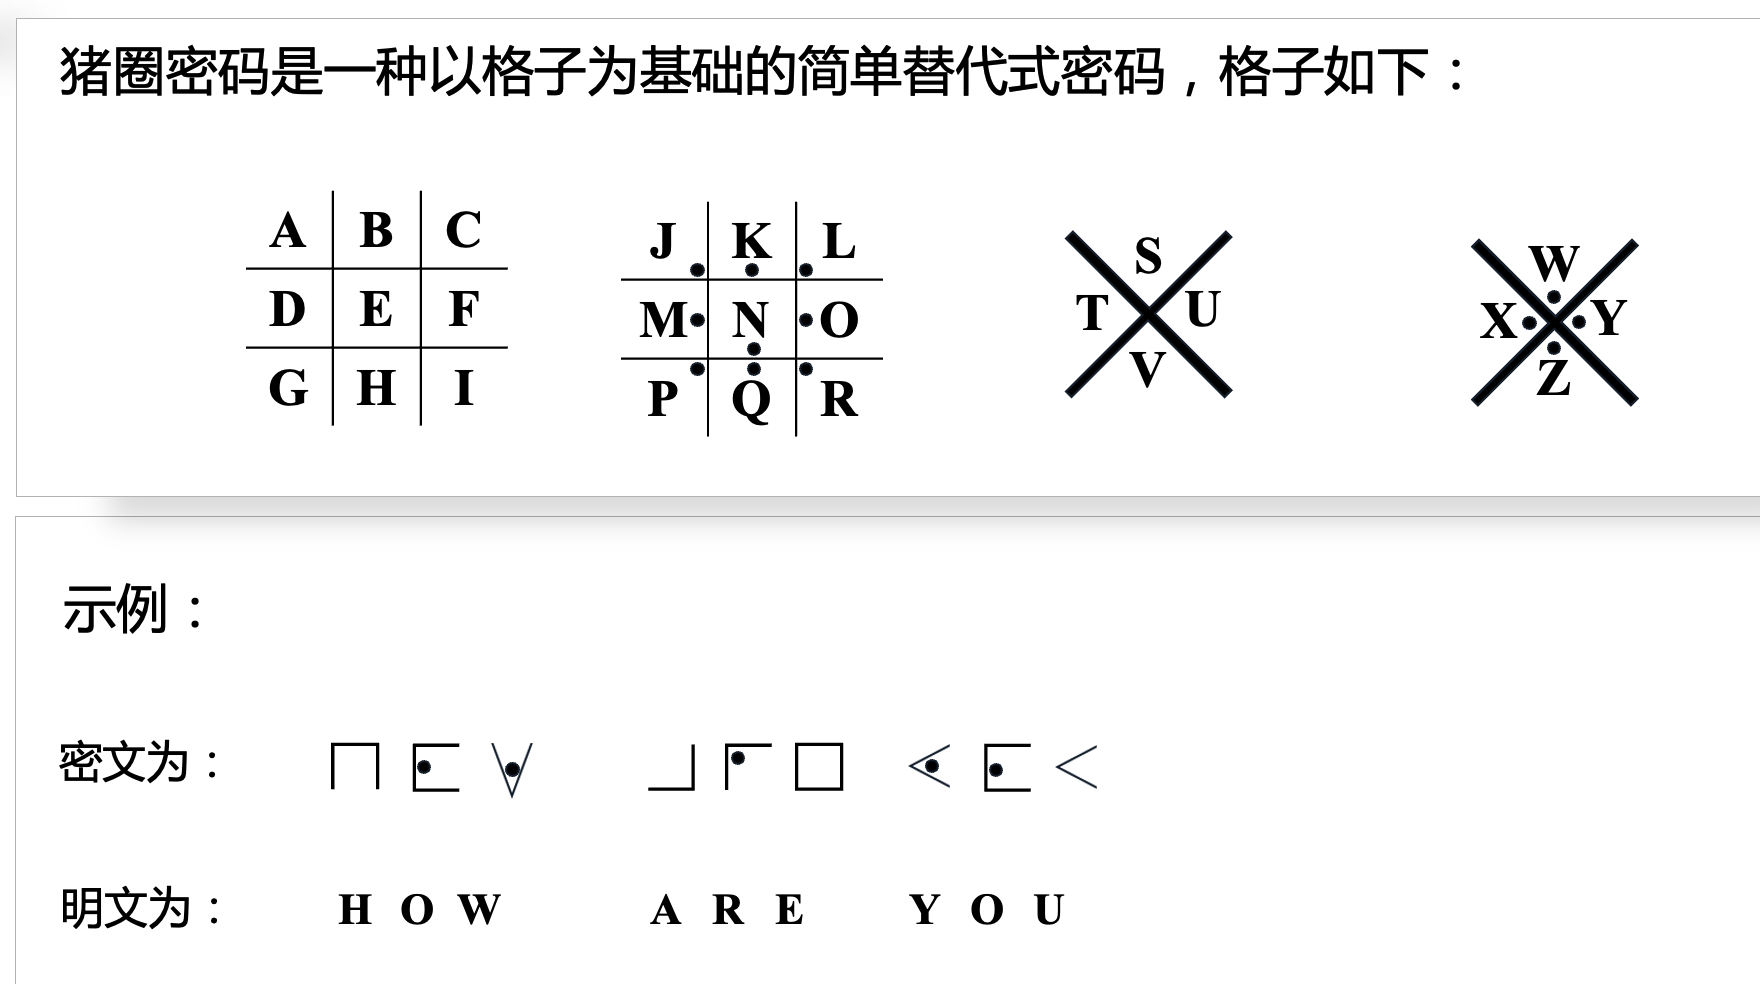 猪圈密码是一种以格子为基础的简单替代式密码，格子如下：
A B C
D E F
G H I
J K L
M N O
P Q R
S
T U
V
W
X Y
Z
示例：
密文为：
明文为： H O W A R E Y O U